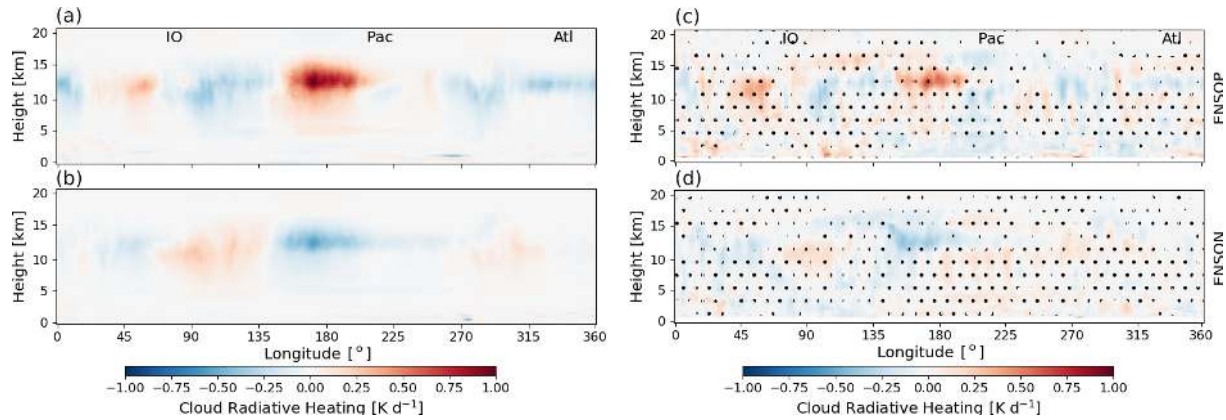 (a)
IO Pac Atl
Height [km]
20
15
10
5
0
(b)
Height [km]
20
15
10
5
0
0 45 90 135 180 225 270 315 360
Longitude [°]
−1.00 −0.75 −0.50 −0.25 0.00 0.25 0.50 0.75 1.00
Cloud Radiative Heating [K d⁻¹]
(c)
IO Pac Atl
Height [km]
20
15
10
5
0
ENSOP
(d)
Height [km]
20
15
10
5
0
ENSON
0 45 90 135 180 225 270 315 360
Longitude [°]
−1.00 −0.75 −0.50 −0.25 0.00 0.25 0.50 0.75 1.00
Cloud Radiative Heating [K d⁻¹]